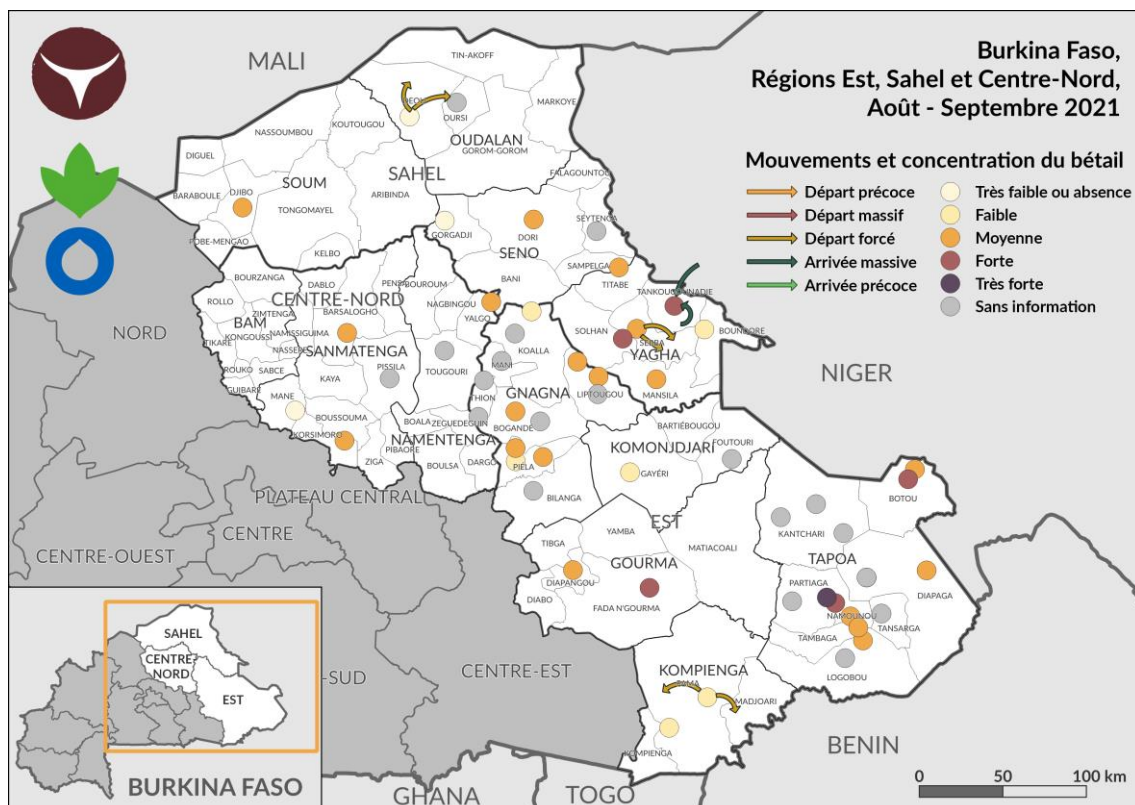 Burkina Faso,
Régions Est, Sahel et Centre-Nord,
Août - Septembre 2021
Mouvements et concentration du bétail
Départ précoce
Départ massif
Départ forcé
Arrivée massive
Arrivée précoce
Très faible ou absence
Faible
Moyenne
Forte
Très forte
Sans information
MALI
TIN-AKOFF
OURSI
MARKOYE
NASSOUMBOU
KOUTOUGOU
OUDALAN
GOROM-GOROM
DIGUEL
SAHEL
FALAGOUNTOU
BARABOULE
DJIBO
SOUM
ARIBINDA
TONGOMAYEL
GORGADJI
DORI
SEYTENGA
POBE-MENGAO
KELBO
SENO
SAMPELGA
BANI
TITABE
BOURZANGA
DABLO
BOUROUM
CENTRE-NORD
NAGBINGOU
YALGO
ROLLO
ZIMTENGA
BARSALOGHO
BAM
KONGOUSSI
NAMISSIGUIMA
TIKARE
SANMATENGA
SOLHAN
YAGHA
BOUNDORE
KOALLA
MANI
ROUKO
SABCE
GUIBARE
KAYA
PISSILA
TOUGOURI
THION
GNAGNA
LIPTOUGOU
MANSILA
NIGER
NORD
MANE
BOUSSOUMA
BOALA
ZEGUEDEGUIN
BOGANDE
BARTIÉBOUGOU
KORSIMORO
NAMENTENGA
KOMONDJARI
FOUTOURI
ZIGA
PIBAORE
BOULSA
DARGO
PIELA
GAYÉRI
BILANGA
BOTOU
PLATEAU CENTRAL
EST
KANTCHARI
CENTRE
CENTRE-OUEST
YAMBA
TIBGA
MATIACOALI
GOURMA
TAPOA
DIAPANGOU
PARTIAGA
DIAPAGA
DIABO
FADA N'GOURMA
NAMOUNOU
TANSARGA
TAMBAGA
LOGOBOU
CENTRE-EST
-SUD
KOMPIENGA
MADJOARI
KOMPIENGA
BENIN
GHANA
TOGO
SAHEL
CENTRE-
NORD
EST
BURKINA FASO
0 50 100 km